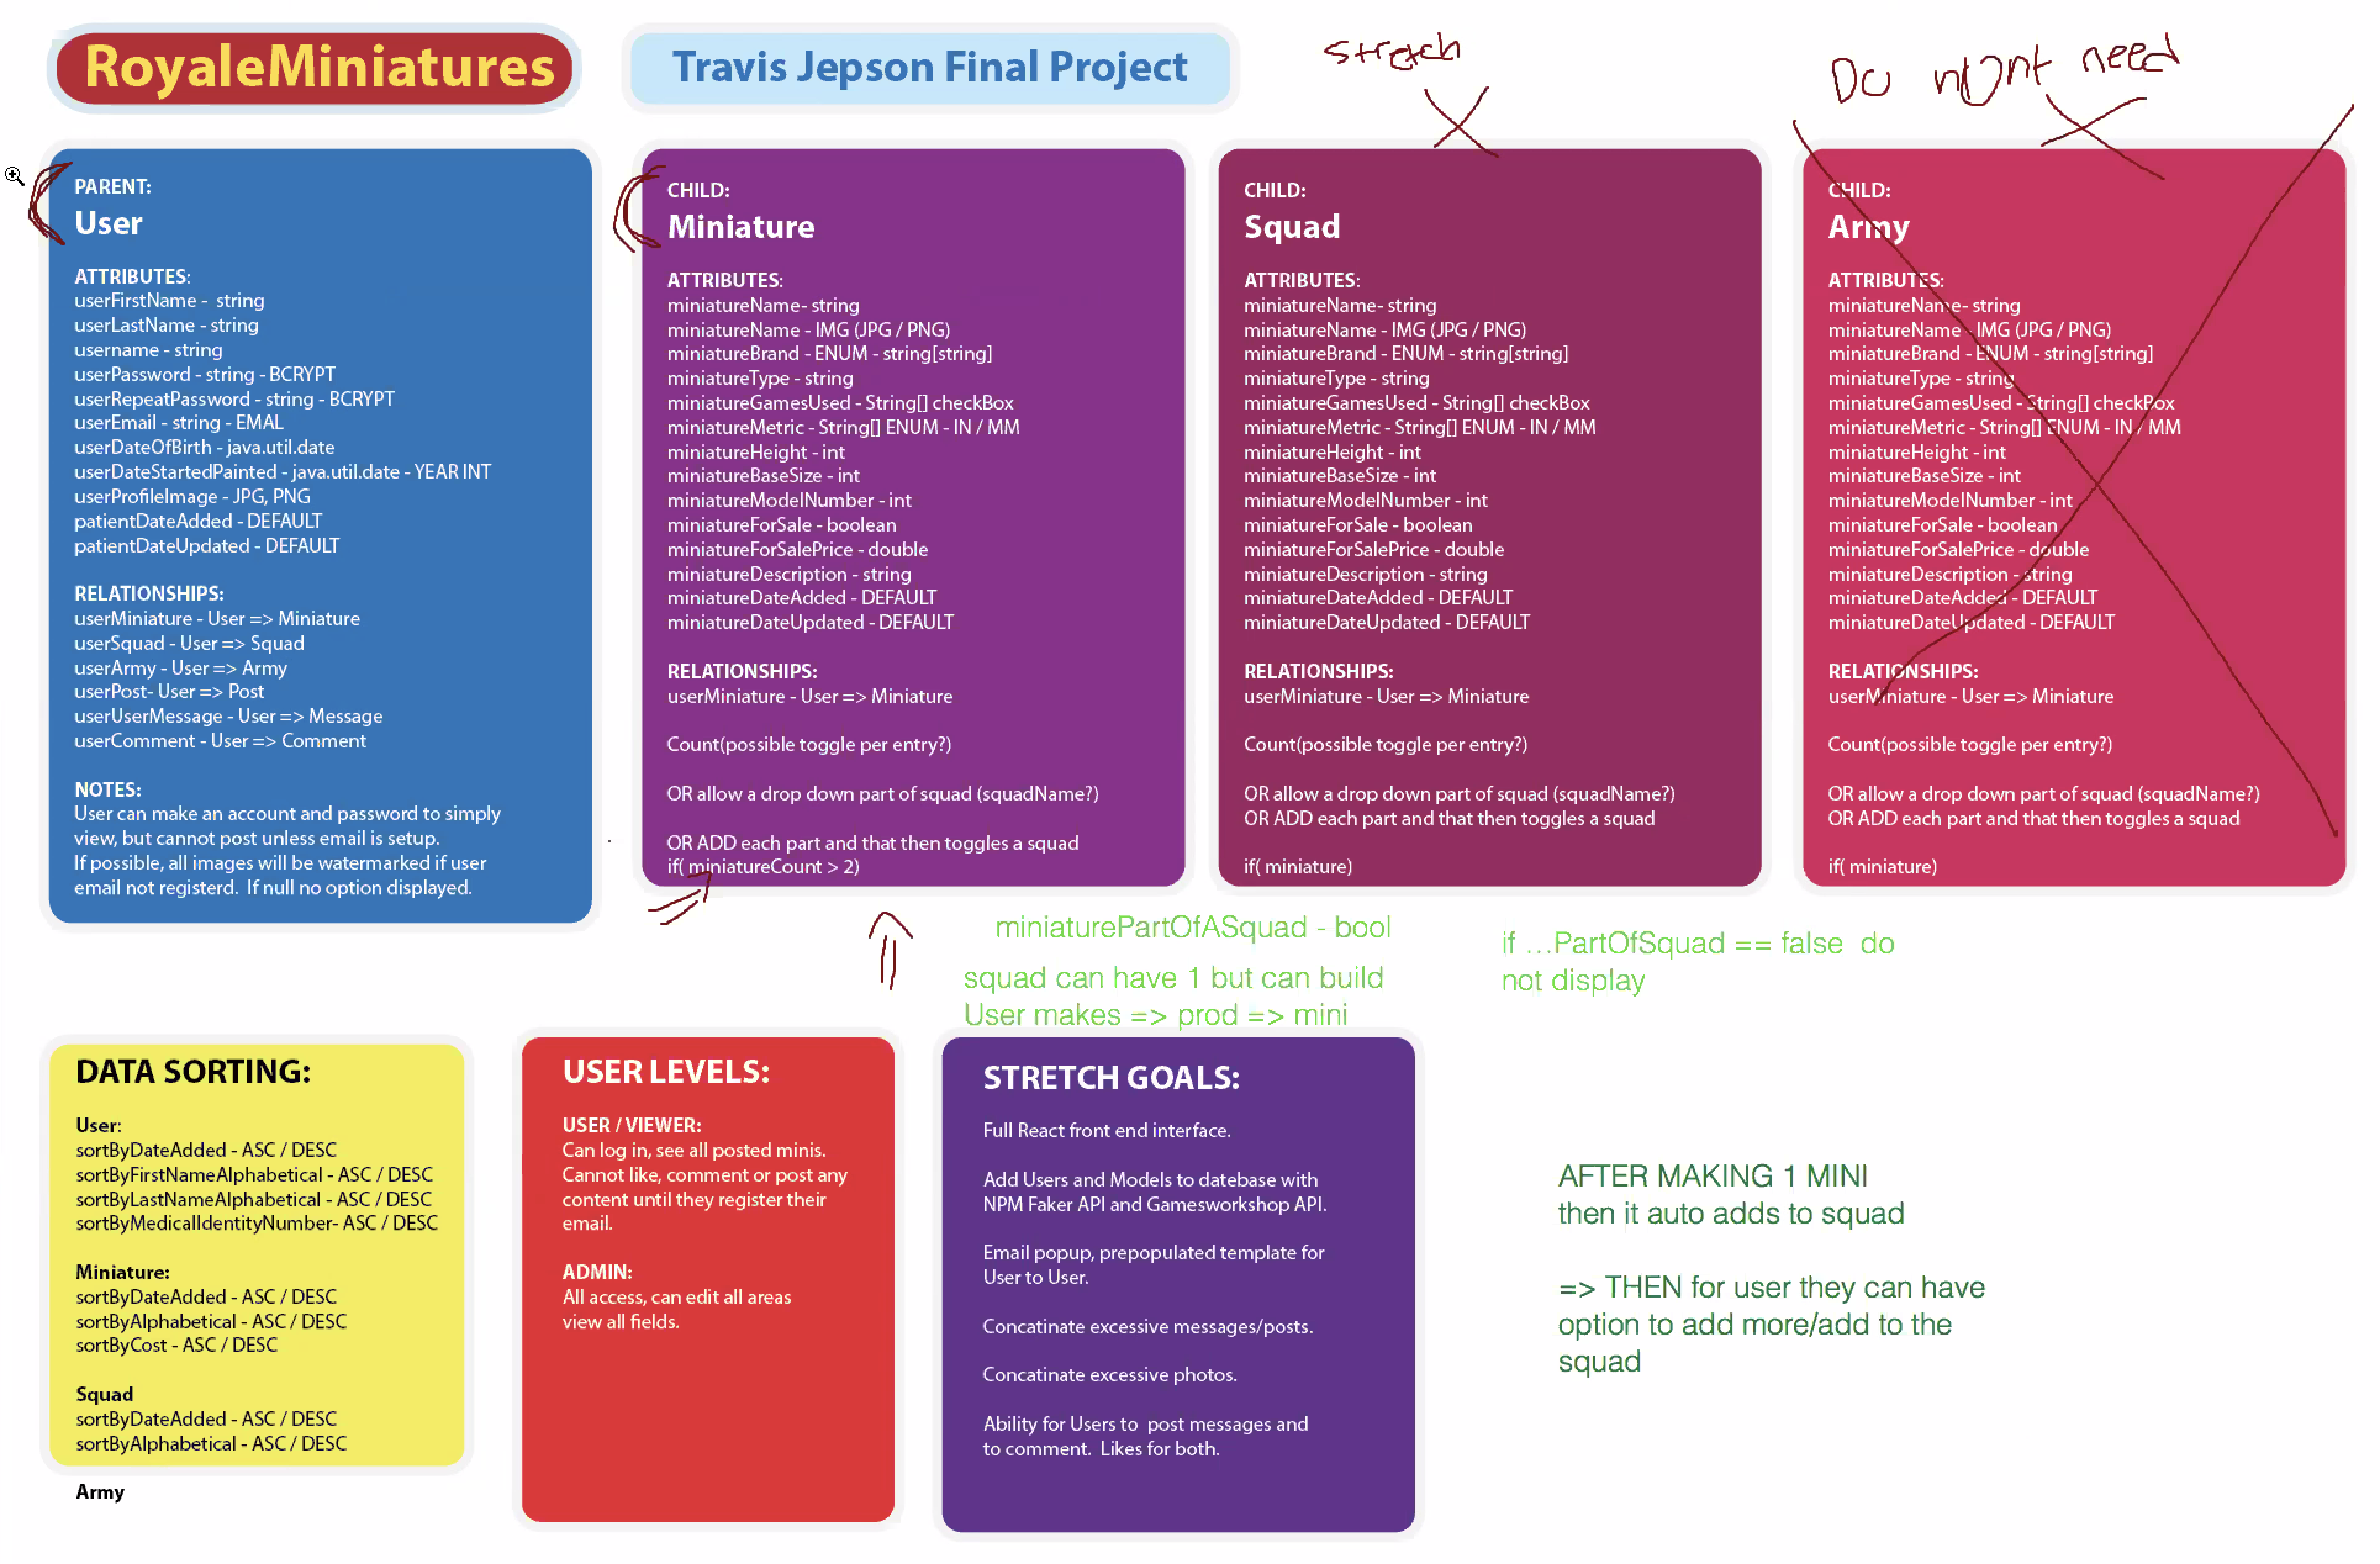 RoyaleMiniatures
Travis Jepson Final Project
stretch
Do not need
PARENT:
User
ATTRIBUTES:
userFirstName - string
userLastName - string
username - string
userPassword - string - BCRYPT
userRepeatPassword - string - BCRYPT
userEmail - string - EMAL
userDateOfBirth - java.util.date
userDateStartedPainted - java.util.date - YEAR INT
userProfileImage - JPG, PNG
patientDateAdded - DEFAULT
patientDateUpdated - DEFAULT
RELATIONSHIPS:
userMiniature - User => Miniature
userSquad - User => Squad
userArmy - User => Army
userPost- User => Post
userUserMessage - User => Message
userComment - User => Comment
NOTES:
User can make an account and password to simply
view, but cannot post unless email is setup.
If possible, all images will be watermarked if user
email not registerd.  If null no option displayed.
CHILD:
Miniature
ATTRIBUTES:
miniatureName- string
miniatureName - IMG (JPG / PNG)
miniatureBrand - ENUM - string[string]
miniatureType - string
miniatureGamesUsed - String[] checkBox
miniatureMetric - String[] ENUM - IN / MM
miniatureHeight - int
miniatureBaseSize - int
miniatureModelNumber - int
miniatureForSale - boolean
miniatureForSalePrice - double
miniatureDescription - string
miniatureDateAdded - DEFAULT
miniatureDateUpdated - DEFAULT
RELATIONSHIPS:
userMiniature - User => Miniature
Count(possible toggle per entry?)
OR allow a drop down part of squad (squadName?)
OR ADD each part and that then toggles a squad
if( miniatureCount > 2)
CHILD:
Squad
ATTRIBUTES:
miniatureName- string
miniatureName - IMG (JPG / PNG)
miniatureBrand - ENUM - string[string]
miniatureType - string
miniatureGamesUsed - String[] checkBox
miniatureMetric - String[] ENUM - IN / MM
miniatureHeight - int
miniatureBaseSize - int
miniatureModelNumber - int
miniatureForSale - boolean
miniatureForSalePrice - double
miniatureDescription - string
miniatureDateAdded - DEFAULT
miniatureDateUpdated - DEFAULT
RELATIONSHIPS:
userMiniature - User => Miniature
Count(possible toggle per entry?)
OR allow a drop down part of squad (squadName?)
OR ADD each part and that then toggles a squad
if( miniature)
CHILD:
Army
ATTRIBUTES:
miniatureName- string
miniatureName - IMG (JPG / PNG)
miniatureBrand - ENUM - string[string]
miniatureType - string
miniatureGamesUsed - String[] checkBox
miniatureMetric - String[] ENUM - IN / MM
miniatureHeight - int
miniatureBaseSize - int
miniatureModelNumber - int
miniatureForSale - boolean
miniatureForSalePrice - double
miniatureDescription - string
miniatureDateAdded - DEFAULT
miniatureDateUpdated - DEFAULT
RELATIONSHIPS:
userMiniature - User => Miniature
Count(possible toggle per entry?)
OR allow a drop down part of squad (squadName?)
OR ADD each part and that then toggles a squad
if( miniature)
miniaturePartOfASquad - bool
squad can have 1 but can build
User makes => prod => mini
if ...PartOfSquad == false  do
not display
DATA SORTING:
User:
sortByDateAdded - ASC / DESC
sortByFirstNameAlphabetical - ASC / DESC
sortByLastNameAlphabetical - ASC / DESC
sortByMedicalIdentityNumber- ASC / DESC
Miniature:
sortByDateAdded - ASC / DESC
sortByAlphabetical - ASC / DESC
sortByCost - ASC / DESC
Squad
sortByDateAdded - ASC / DESC
sortByAlphabetical - ASC / DESC
Army
USER LEVELS:
USER / VIEWER:
Can log in, see all posted minis.
Cannot like, comment or post any
content until they register their
email.
ADMIN:
All access, can edit all areas
view all fields.
STRETCH GOALS:
Full React front end interface.
Add Users and Models to datebase with
NPM Faker API and Gamesworkshop API.
Email popup, prepopulated template for
User to User.
Concatinate excessive messages/posts.
Concatinate excessive photos.
Ability for Users to  post messages and
to comment.  Likes for both.
AFTER MAKING 1 MINI
then it auto adds to squad
=> THEN for user they can have
option to add more/add to the
squad